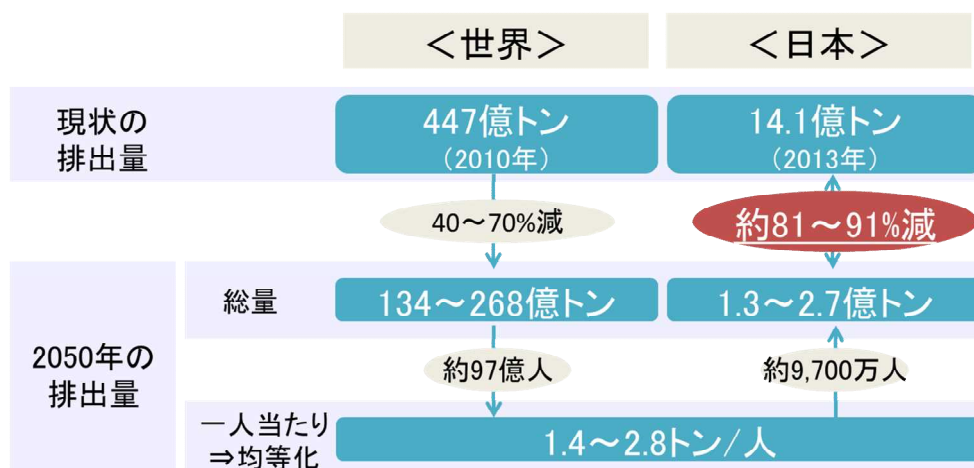 ＜世界＞
＜日本＞
現状の
排出量
447億トン
（2010年）
14.1億トン
（2013年）
40～70%減
約81～91%減
2050年の
排出量
総量
134～268億トン
1.3～2.7億トン
約97億人
約9,700万人
一人当たり
⇒均等化
1.4～2.8トン/人